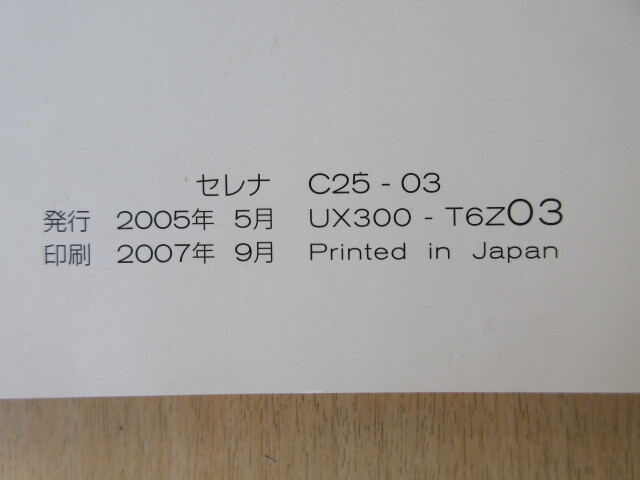 セレナ C25 - 03
発行 2005年 5月 UX300 - T6Z03
印刷 2007年 9月 Printed in Japan